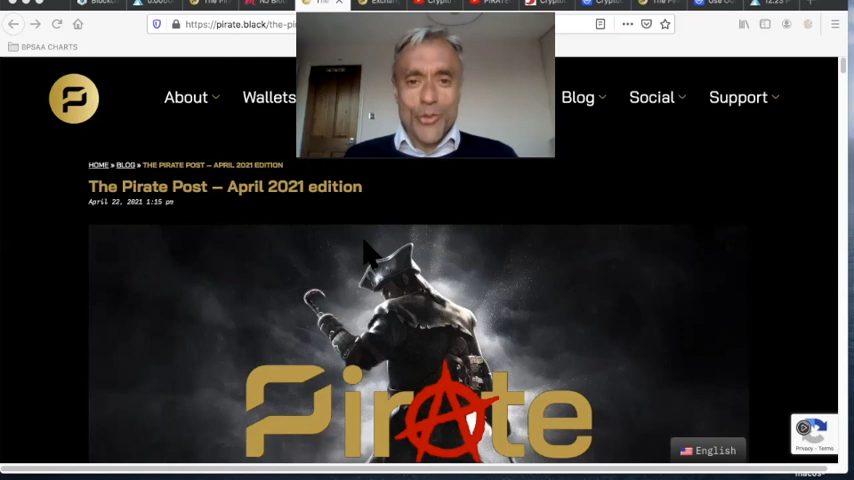 https://pirate.black/the-pi
BPSAA CHARTS
About
Wallets
Blog
Social
Support
HOME » BLOG » THE PIRATE POST – APRIL 2021 EDITION
The Pirate Post – April 2021 edition
April 22, 2021 1:15 pm
Pirate
English
Privacy - Terms